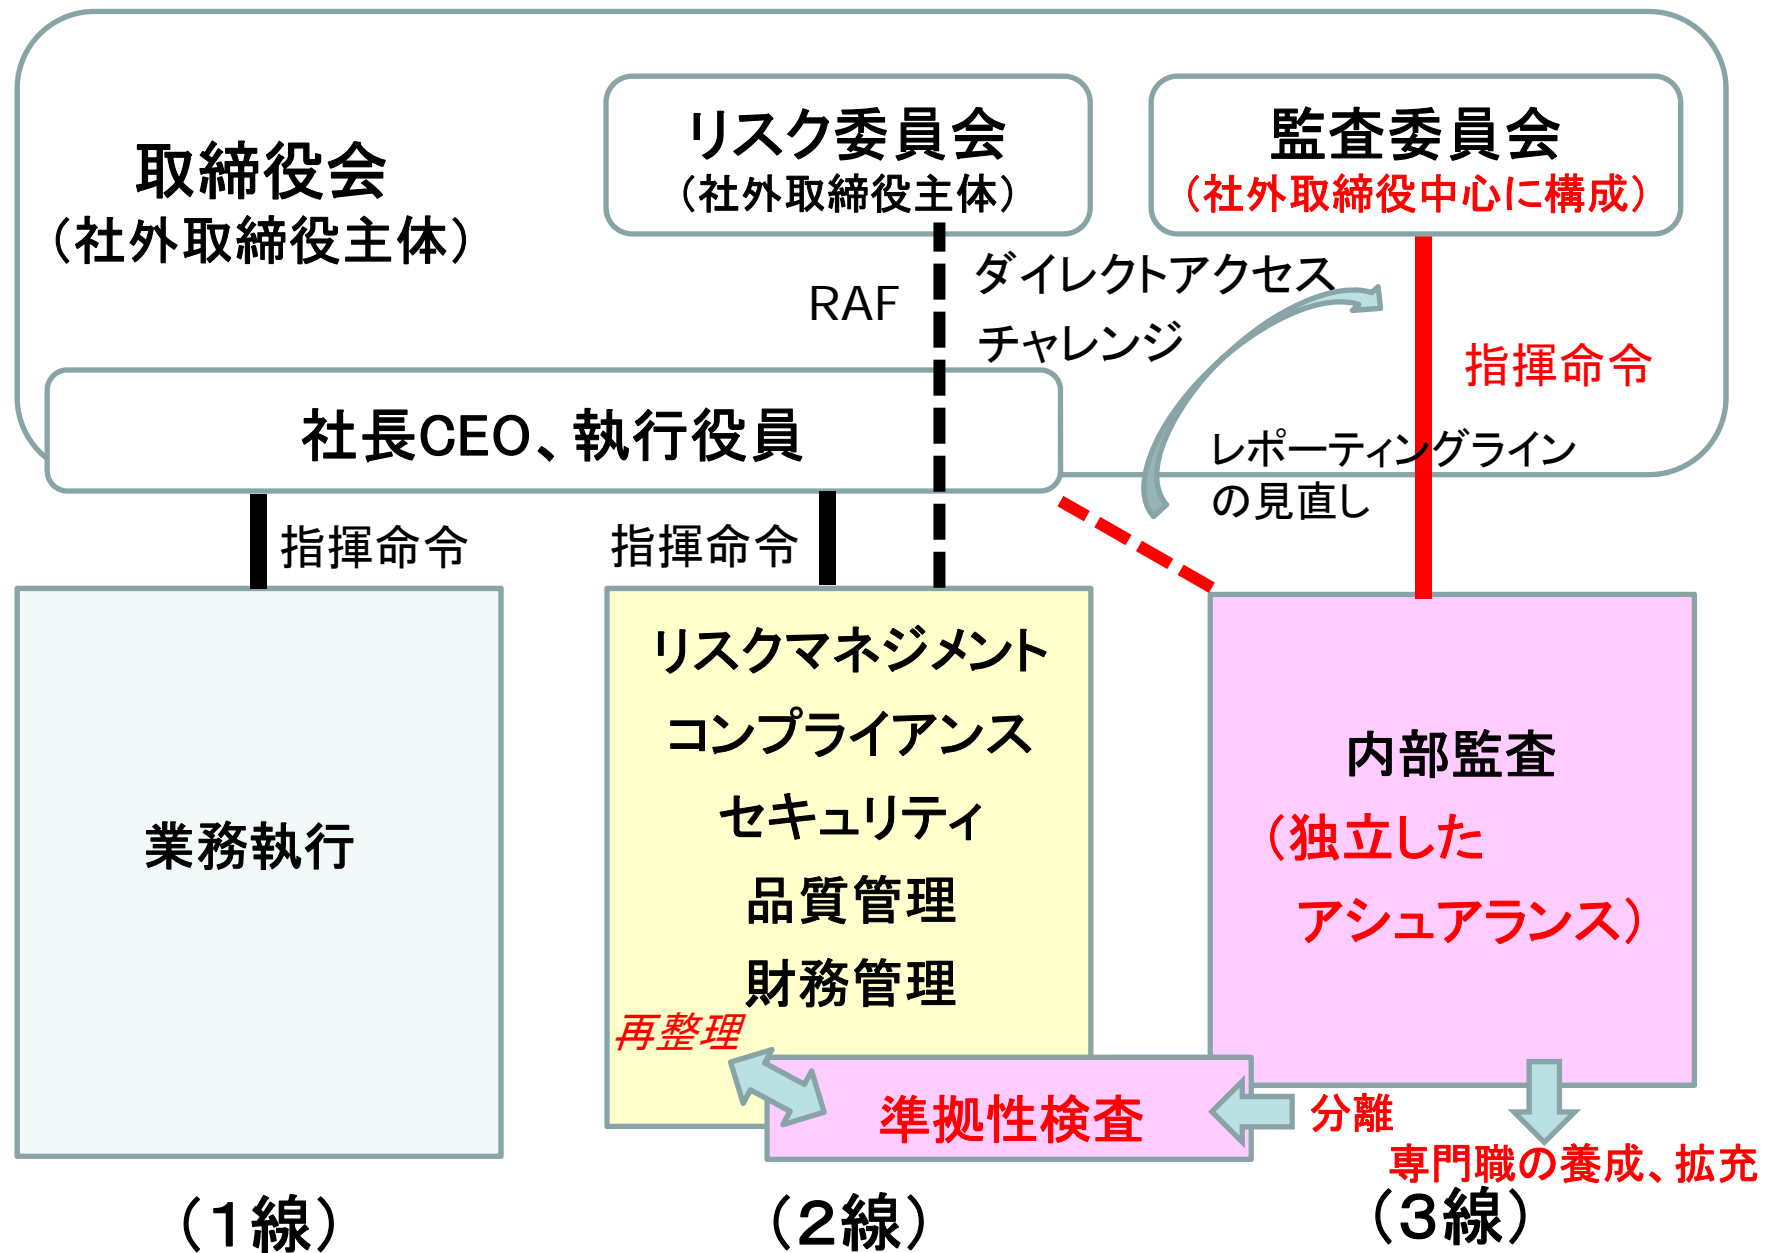 取締役会
（社外取締役主体）
リスク委員会
（社外取締役主体）
監査委員会
（社外取締役中心に構成）
RAF
ダイレクトアクセス
チャレンジ
指揮命令
社長CEO、執行役員
レポーティングライン
の見直し
指揮命令
指揮命令
業務執行
リスクマネジメント
コンプライアンス
セキュリティ
品質管理
財務管理
再整理
内部監査
（独立した
アシュアランス）
準拠性検査
分離
専門職の養成、拡充
（１線）
（２線）
（３線）